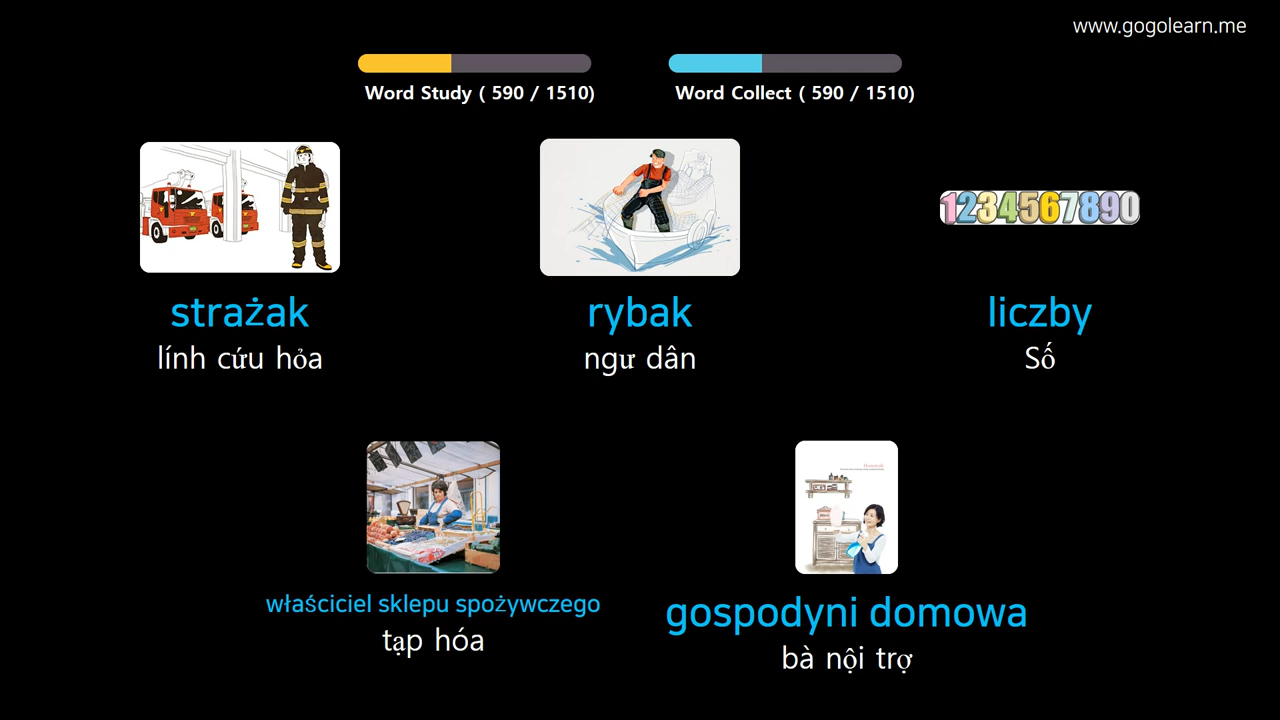 www.gogolearn.me
Word Study ( 590 / 1510)
Word Collect ( 590 / 1510)
1234567890
strażak
lính cứu hỏa
rybak
ngư dân
liczby
Số
właściciel sklepu spożywczego
tạp hóa
gospodyni domowa
bà nội trợ